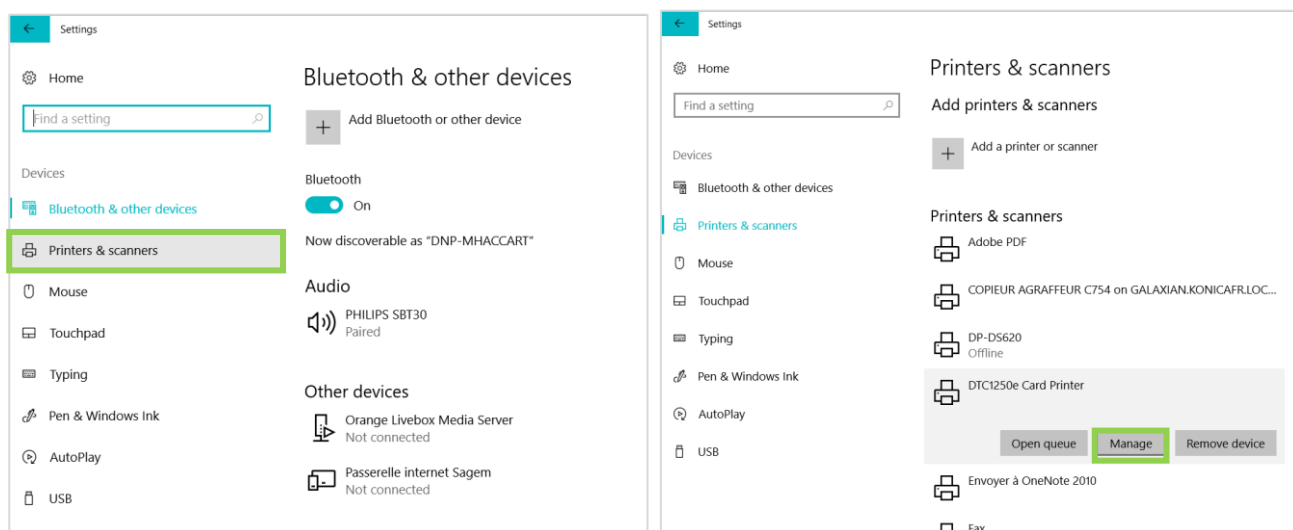 Settings
Home
Find a setting
Devices
Bluetooth & other devices
Printers & scanners
Mouse
Touchpad
Typing
Pen & Windows Ink
AutoPlay
USB
Bluetooth & other devices
Add Bluetooth or other device
Bluetooth
On
Now discoverable as "DNP-MHACCART"
Audio
PHILIPS SBT30
Paired
Other devices
Orange Livebox Media Server
Not connected
Passerelle internet Sagem
Not connected
Settings
Home
Find a setting
Devices
Bluetooth & other devices
Printers & scanners
Mouse
Touchpad
Typing
Pen & Windows Ink
AutoPlay
USB
Printers & scanners
Add printers & scanners
Add a printer or scanner
Printers & scanners
Adobe PDF
COPIEUR AGRAFFEUR C754 on GALAXIAN.KONICAFR.LOC...
DP-DS620
Offline
DTC1250e Card Printer
Open queue Manage Remove device
Envoyer à OneNote 2010
Fax